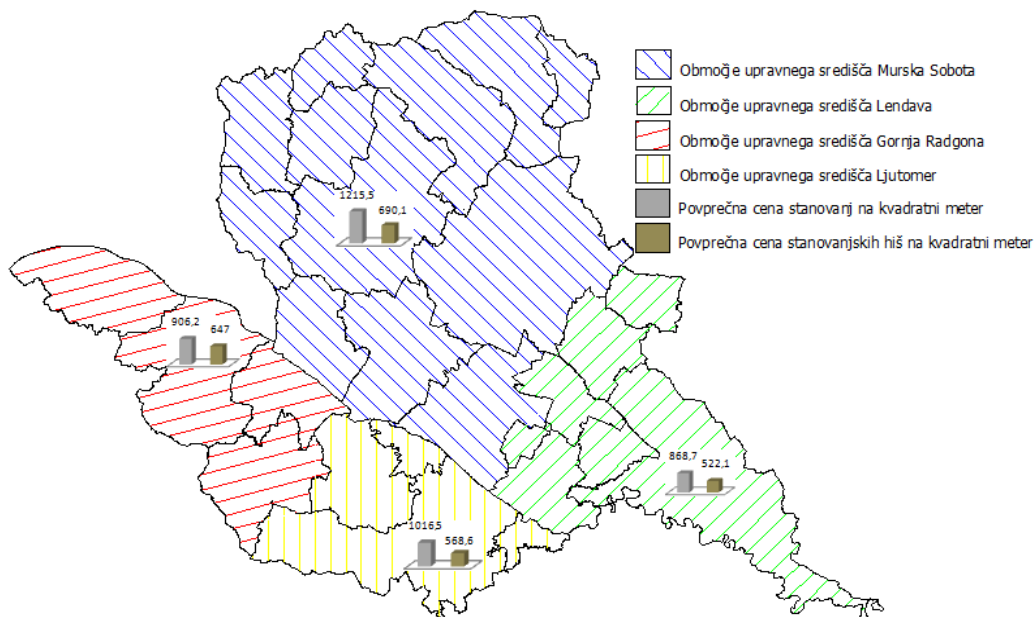 Območje upravnega središča Murska Sobota
Območje upravnega središča Lendava
Območje upravnega središča Gornja Radgona
Območje upravnega središča Ljutomer
Povprečna cena stanovanj na kvadratni meter
Povprečna cena stanovanjskih hiš na kvadratni meter
1215,5
690,1
906,2
647
868,7
522,1
1016,5
568,6